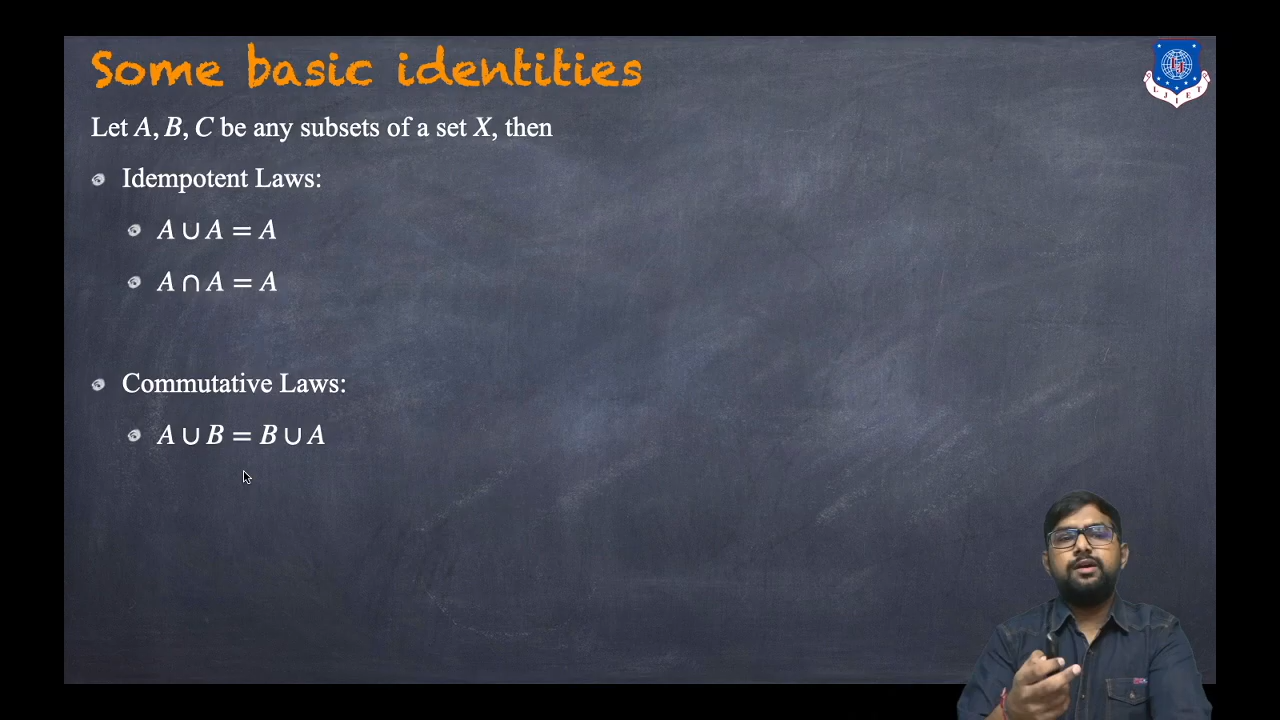 Some basic identities
Let A, B, C be any subsets of a set X, then
Idempotent Laws:
A ∪ A = A
A ∩ A = A
Commutative Laws:
A ∪ B = B ∪ A
L J I E T